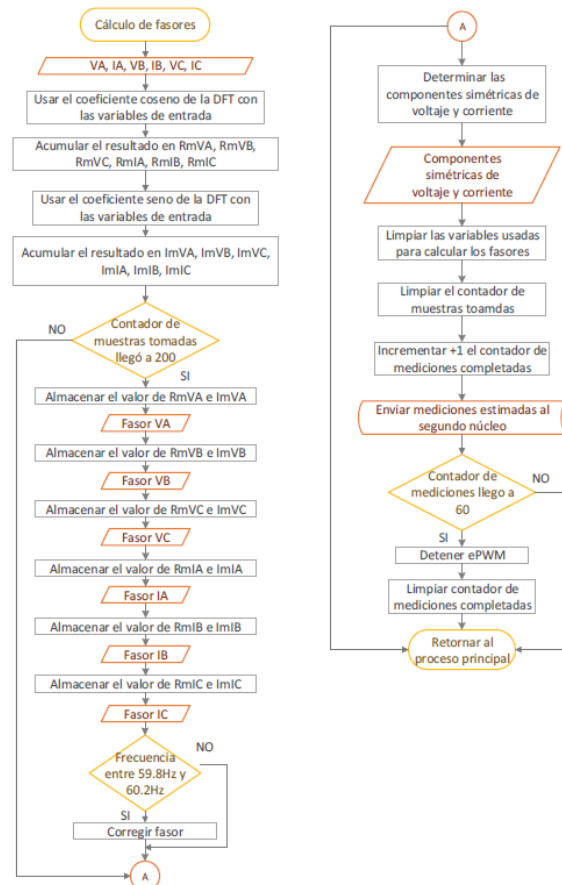 Cálculo de fasores
VA, IA, VB, IB, VC, IC
Usar el coeficiente coseno de la DFT con
las variables de entrada
Acumular el resultado en RmVA, RmVB,
RmVC, RmIA, RmIB, RmIC
Usar el coeficiente seno de la DFT con
las variables de entrada
Acumular el resultado en ImVA, ImVB, ImVC,
ImIA, ImIB, ImIC
NO
Contador de
muestras tomadas
llegó a 200
SI
Almacenar el valor de RmVA e ImVA
Fasor VA
Almacenar el valor de RmVB e ImVB
Fasor VB
Almacenar el valor de RmVC e ImVC
Fasor VC
Almacenar el valor de RmIA e ImIA
Fasor IA
Almacenar el valor de RmIB e ImIB
Fasor IB
Almacenar el valor de RmIC e ImIC
Fasor IC
NO
Frecuencia
entre 59.8Hz y
60.2Hz
SI
Corregir fasor
A
A
Determinar las
componentes simétricas de
voltaje y corriente
Componentes
simétricas de
voltaje y corriente
Limpiar las variables usadas
para calcular los fasores
Limpiar el contador de
muestras toamdas
Incrementar +1 el contador de
mediciones completadas
Enviar mediciones estimadas al
segundo núcleo
Contador de
mediciones llego a
60
NO
SI
Detener ePWM
Limpiar contador de
mediciones completadas
Retornar al
proceso principal